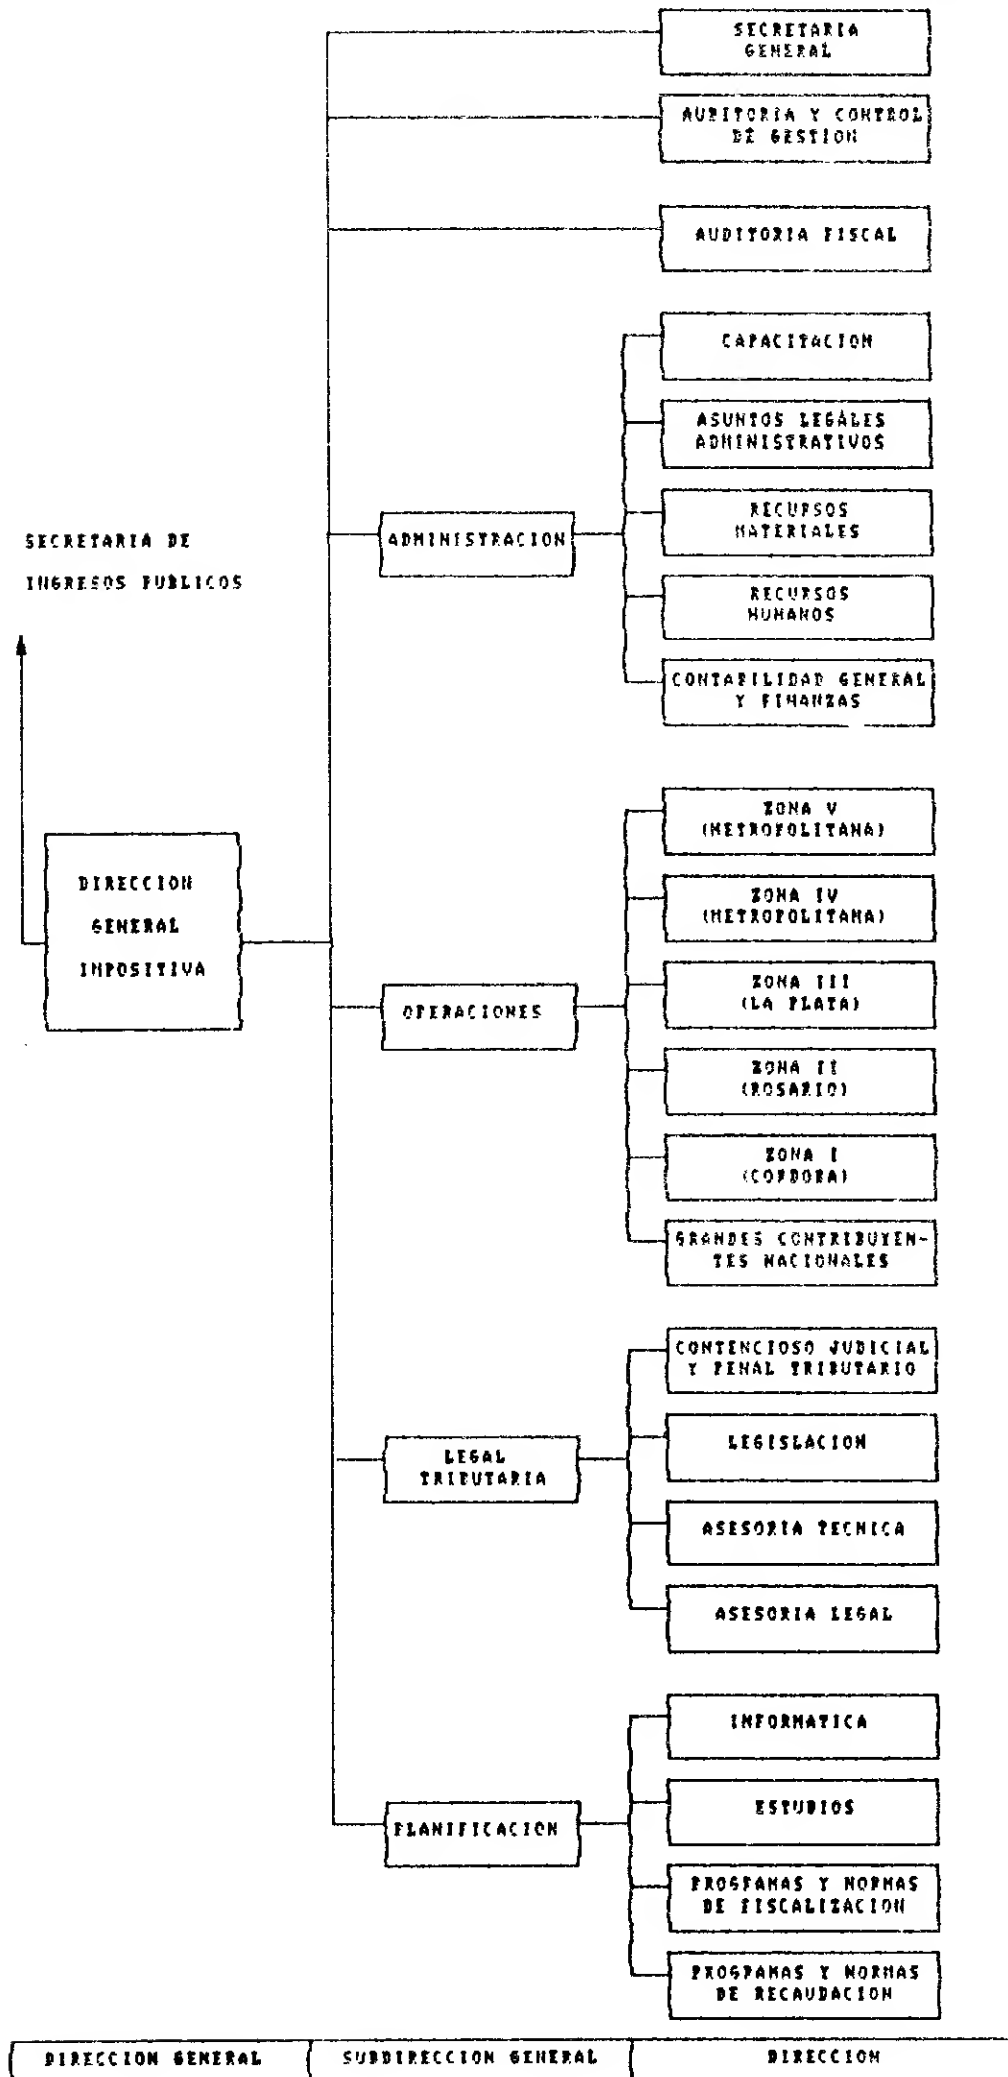 SECRETARIA
GENERAL
AUDITORIA Y CONTROL
DE GESTION
AUDITORIA FISCAL
CAPACITACION
ASUNTOS LEGALES
ADMINISTRATIVOS
RECURSOS
MATERIALES
ADMINISTRACION
SECRETARIA DE
INGRESOS PUBLICOS
RECURSOS
HUMANOS
CONTABILIDAD GENERAL
Y FINANZAS
ZONA V
(METROPOLITANA)
DIRECCION
GENERAL
IMPOSITIVA
ZONA IV
(METROPOLITANA)
OPERACIONES
ZONA III
(LA PLATA)
ZONA II
(ROSARIO)
ZONA I
(CORDOBA)
GRANDES CONTRIBUYEN-
TES NACIONALES
CONTENCIOSO JUDICIAL
Y PENAL TRIBUTARIO
LEGAL
TRIBUTARIA
LEGISLACION
ASESORIA TECNICA
ASESORIA LEGAL
INFORMATICA
PLANIFICACION
ESTUDIOS
PROGRAMAS Y NORMAS
DE FISCALIZACION
PROGRAMAS Y NORMAS
DE RECAUDACION
DIRECCION GENERAL
SUBDIRECCION GENERAL
DIRECCION